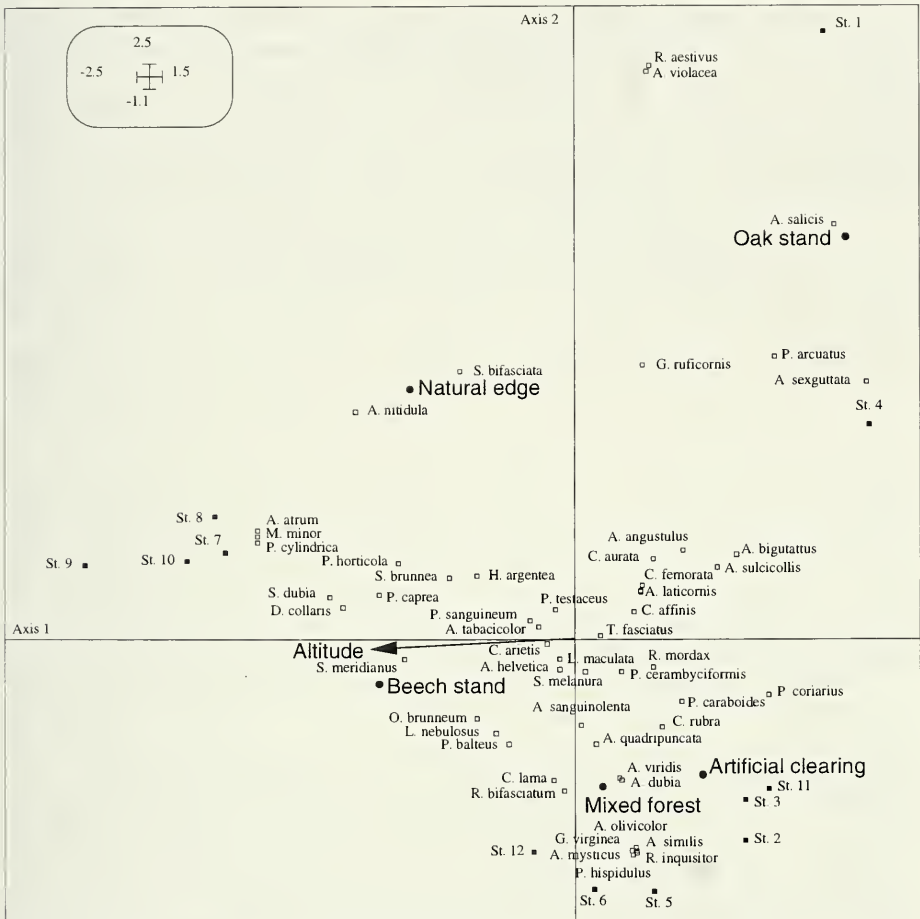 Axis 2
St. 1
2.5
-2.5
1.5
-1.1
R. aestivus
A. violacea
A. salicis
Oak stand
P. arcuatus
G. ruficornis
S. bifasciata
A sexguttata
Natural edge
St. 4
A. nitidula
St. 8
A. atrum
M. minor
St. 7
P. cylindrica
A. angustulus
A. bigutattus
C. aurata
St. 9
St. 10
P. horticola
A. sulcicollis
S. brunnea
H. argentea
C. femorata
A. laticornis
S. dubia
P. caprea
P. testaceus
D. collaris
C. affinis
P. sanguineum
A. tabacicolor
T. fasciatus
Axis 1
Altitude
C. arietis
L. maculata
R. mordax
S. meridianus
A. helvetica
P. cerambyciformis
S. melanura
Beech stand
P coriarius
P. caraboides
A sanguinolenta
O. brunneum
C. rubra
L. nebulosus
A. quadripuncata
P. balteus
A. viridis
Artificial clearing
C. lama
A. dubia
St. 11
R. bifasciatum
Mixed forest
St. 3
A. olivicolor
G. virginea
A similis
St. 2
St. 12
A. mysticus
R. inquisitor
P. hispidulus
St. 6
St. 5